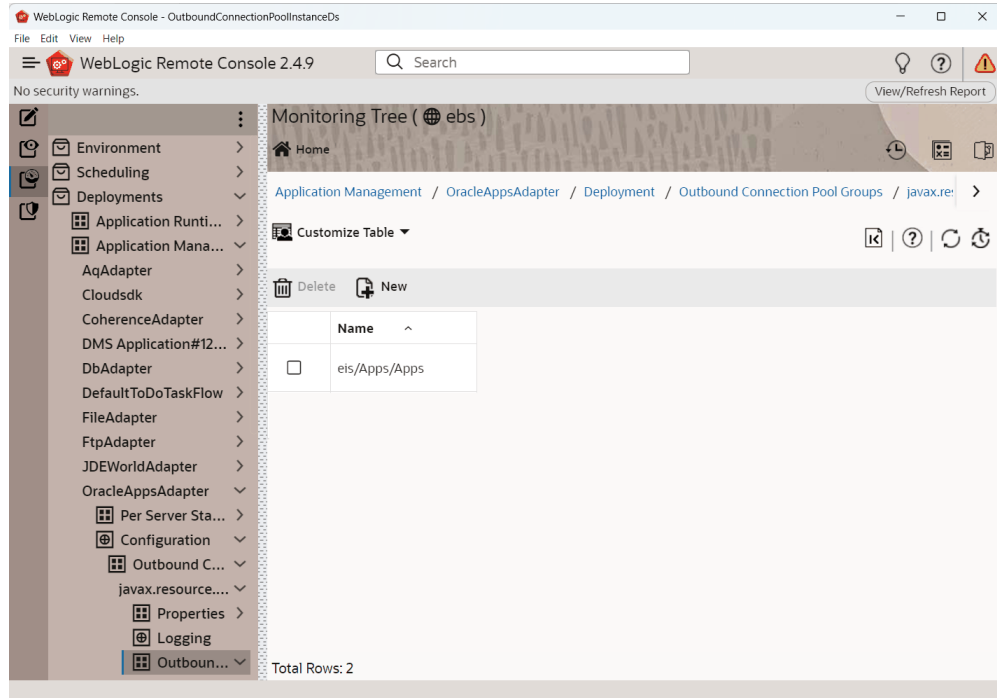 WebLogic Remote Console - OutboundConnectionPoolInstanceDs
File Edit View Help
WebLogic Remote Console 2.4.9
Search
No security warnings.
View/Refresh Report
Monitoring Tree ( ebs )
Home
Application Management / OracleAppsAdapter / Deployment / Outbound Connection Pool Groups / javax.re
Customize Table
Delete New
Name
eis/Apps/Apps
Total Rows: 2
Environment
Scheduling
Deployments
Application Runti...
Application Mana...
AqAdapter
Cloudsdk
CoherenceAdapter
DMS Application#12...
DbAdapter
DefaultToDoTaskFlow
FileAdapter
FtpAdapter
JDEWorldAdapter
OracleAppsAdapter
Per Server Sta...
Configuration
Outbound C...
javax.resource....
Properties
Logging
Outboun...